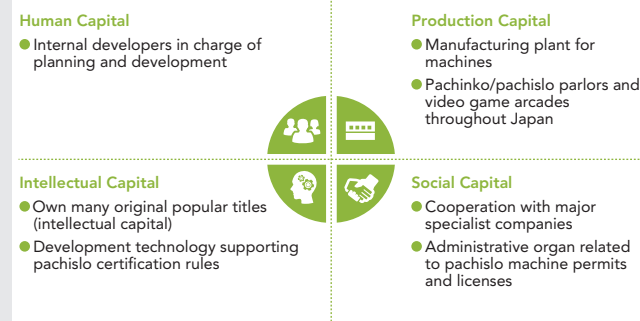 Human Capital
● Internal developers in charge of
planning and development
Production Capital
● Manufacturing plant for
machines
● Pachinko/pachislo parlors and
video game arcades
throughout Japan
Intellectual Capital
● Own many original popular titles
(intellectual capital)
● Development technology supporting
pachislo certification rules
Social Capital
● Cooperation with major
specialist companies
● Administrative organ related
to pachislo machine permits
and licenses